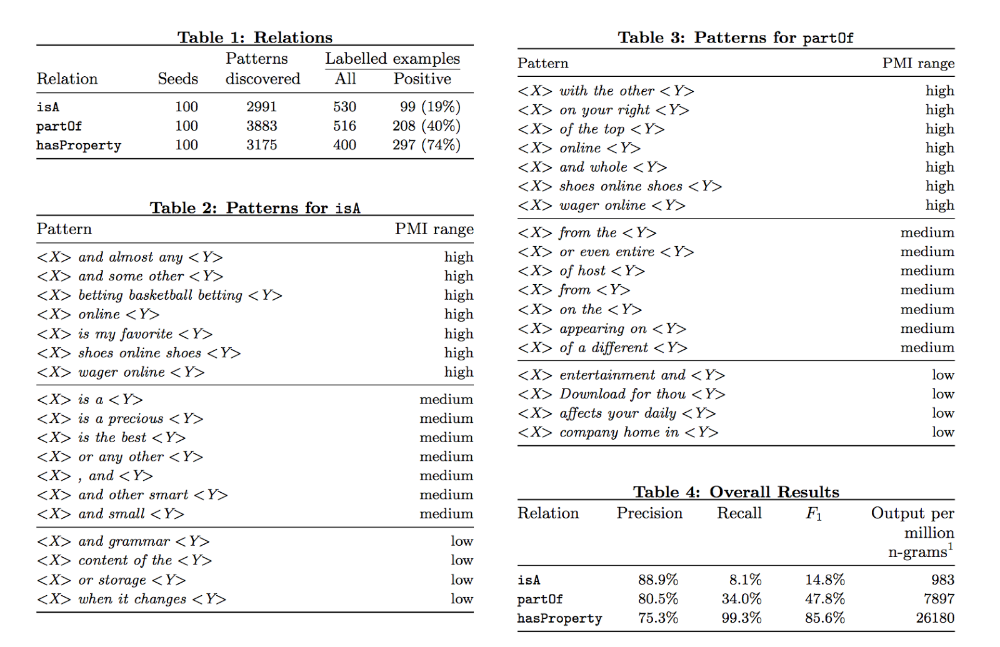 Table 1: Relations
Patterns Labelled examples
Relation Seeds discovered All Positive
isA 100 2991 530 99 (19%)
partOf 100 3883 516 208 (40%)
hasProperty 100 3175 400 297 (74%)
Table 2: Patterns for isA
Pattern PMI range
<X> and almost any <Y> high
<X> and some other <Y> high
<X> betting basketball betting <Y> high
<X> online <Y> high
<X> is my favorite <Y> high
<X> shoes online shoes <Y> high
<X> wager online <Y> high
<X> is a <Y> medium
<X> is a precious <Y> medium
<X> is the best <Y> medium
<X> or any other <Y> medium
<X> , and <Y> medium
<X> and other smart <Y> medium
<X> and small <Y> medium
<X> and grammar <Y> low
<X> content of the <Y> low
<X> or storage <Y> low
<X> when it changes <Y> low
Table 3: Patterns for partOf
Pattern PMI range
<X> with the other <Y> high
<X> on your right <Y> high
<X> of the top <Y> high
<X> online <Y> high
<X> and whole <Y> high
<X> shoes online shoes <Y> high
<X> wager online <Y> high
<X> from the <Y> medium
<X> or even entire <Y> medium
<X> of host <Y> medium
<X> from <Y> medium
<X> on the <Y> medium
<X> appearing on <Y> medium
<X> of a different <Y> medium
<X> entertainment and <Y> low
<X> Download for thou <Y> low
<X> affects your daily <Y> low
<X> company home in <Y> low
Table 4: Overall Results
Relation Precision Recall F1 Output per
million
n-grams1
isA 88.9% 8.1% 14.8% 983
partOf 80.5% 34.0% 47.8% 7897
hasProperty 75.3% 99.3% 85.6% 26180